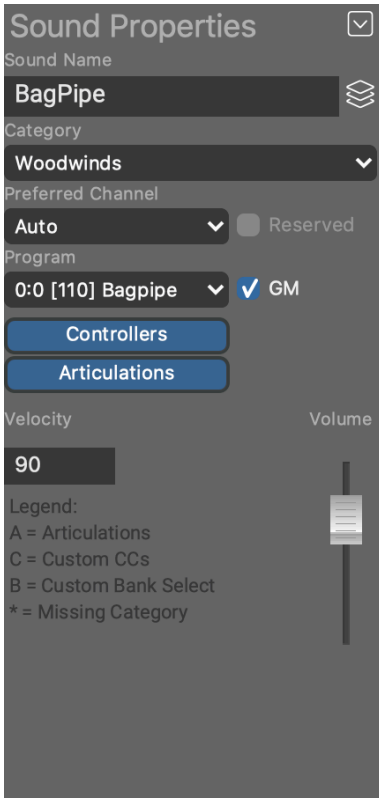 Sound Properties
Sound Name
BagPipe
Category
Woodwinds
Preferred Channel
Auto
Reserved
Program
0:0 [110] Bagpipe
GM
Controllers
Articulations
Velocity
Volume
90
Legend:
A = Articulations
C = Custom CCs
B = Custom Bank Select
* = Missing Category